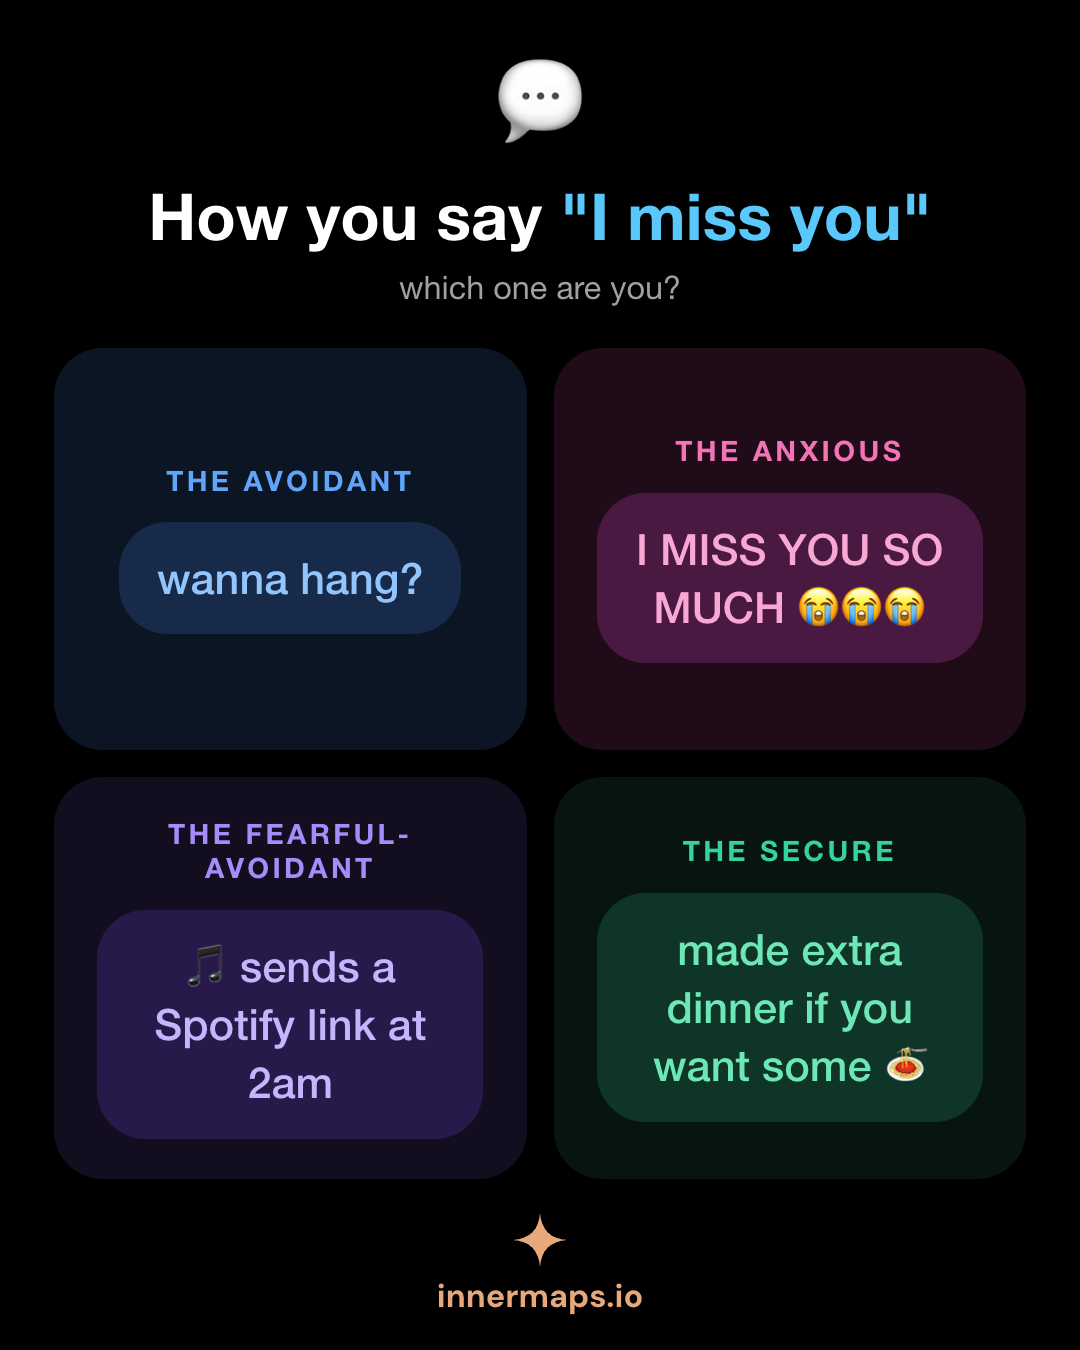 How you say "I miss you"
which one are you?
THE AVOIDANT
wanna hang?
THE ANXIOUS
I MISS YOU SO
MUCH 😭😭😭
THE FEARFUL-
AVOIDANT
🎵 sends a
Spotify link at
2am
THE SECURE
made extra
dinner if you
want some 🍝
innermaps.io